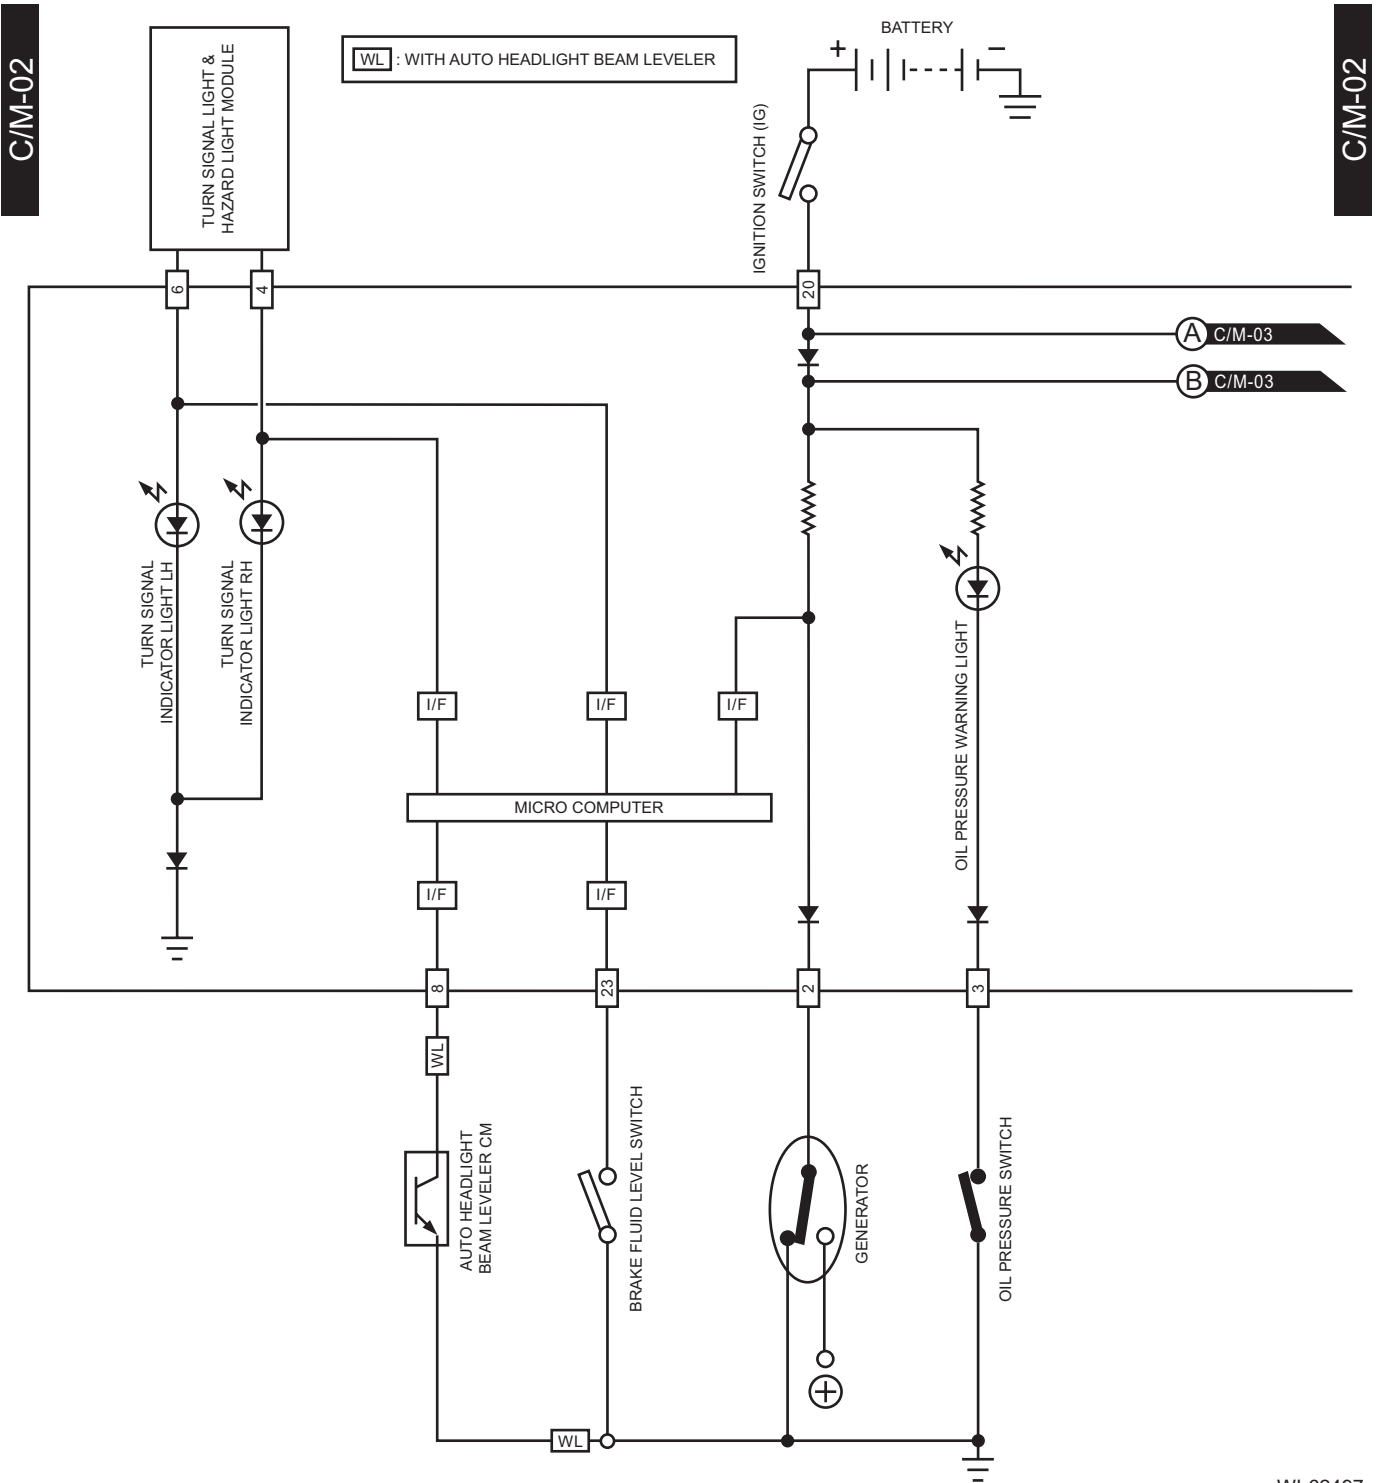 C/M-02
C/M-02
BATTERY
+
−
WL : WITH AUTO HEADLIGHT BEAM LEVELER
TURN SIGNAL LIGHT &
HAZARD LIGHT MODULE
IGNITION SWITCH (IG)
6
4
20
A C/M-03
B C/M-03
TURN SIGNAL
INDICATOR LIGHT LH
TURN SIGNAL
INDICATOR LIGHT RH
OIL PRESSURE WARNING LIGHT
I/F
I/F
I/F
MICRO COMPUTER
I/F
I/F
8
23
2
3
WL
AUTO HEADLIGHT
BEAM LEVELER CM
BRAKE FLUID LEVEL SWITCH
GENERATOR
OIL PRESSURE SWITCH
+
WL